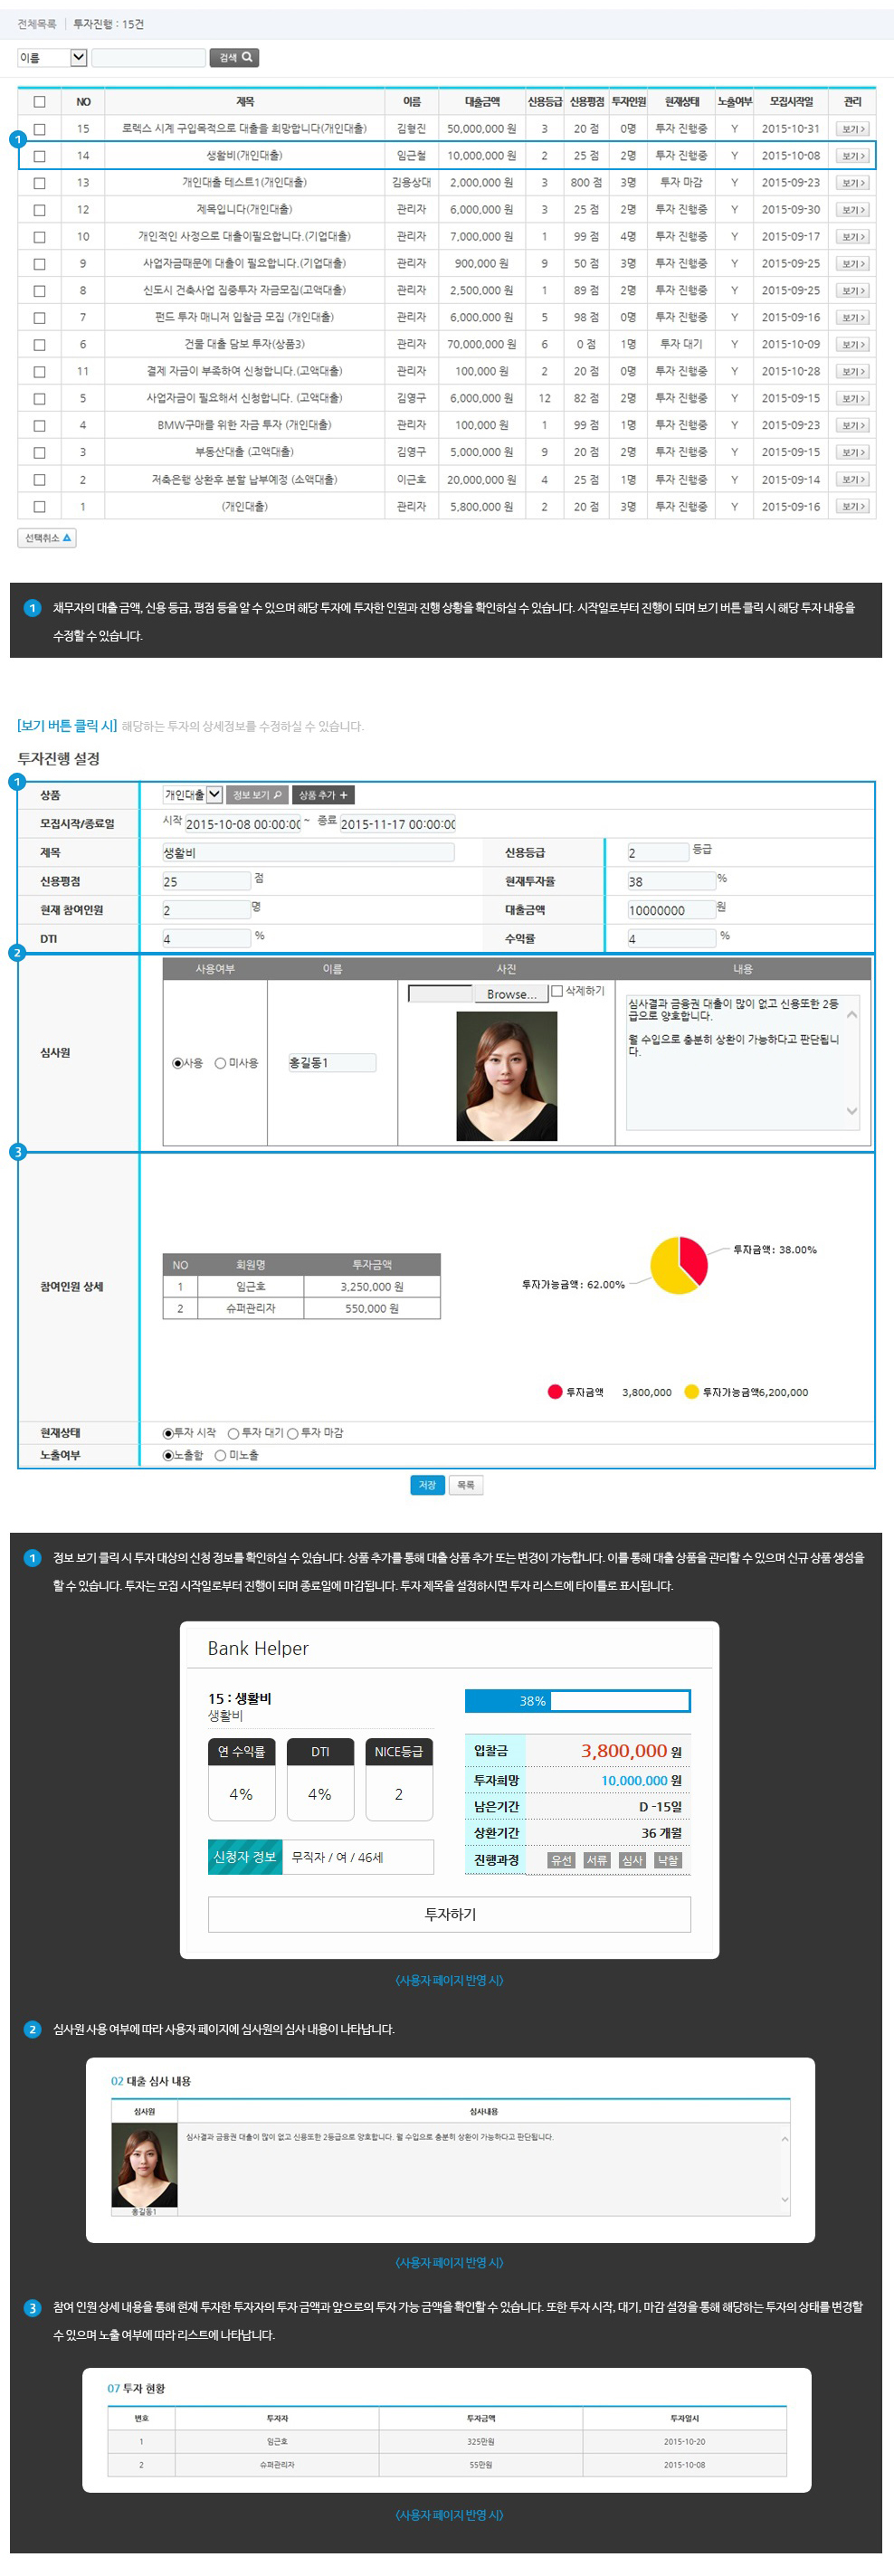 전체목록 | 투자진행 : 15건
이름 검색
NO 제목 이름 대출금액 신용등급 신용평점 투자인원 현재상태 노출여부 모집시작일 관리
15 로렉스 시계 구입목적으로 대출을 희망합니다(개인대출) 김형진 50,000,000 원 3 20 점 0명 투자 진행중 Y 2015-10-31 보기 >
1
14 생활비(개인대출) 임근철 10,000,000 원 2 25 점 2명 투자 진행중 Y 2015-10-08 보기 >
13 개인대출 테스트1(개인대출) 김용상대 2,000,000 원 3 800 점 3명 투자 마감 Y 2015-09-23 보기 >
12 제목입니다(개인대출) 관리자 6,000,000 원 3 25 점 2명 투자 진행중 Y 2015-09-30 보기 >
10 개인적인 사정으로 대출이필요합니다.(기업대출) 관리자 7,000,000 원 1 99 점 4명 투자 진행중 Y 2015-09-17 보기 >
9 사업자금때문에 대출이 필요합니다.(기업대출) 관리자 900,000 원 9 50 점 3명 투자 진행중 Y 2015-09-25 보기 >
8 신도시 건축사업 집중투자 자금모집(고액대출) 관리자 2,500,000 원 1 89 점 2명 투자 진행중 Y 2015-09-25 보기 >
7 펀드 투자 매니저 입찰금 모집 (개인대출) 관리자 6,000,000 원 5 98 점 0명 투자 진행중 Y 2015-09-16 보기 >
6 건물 대출 담보 투자(상품3) 관리자 70,000,000 원 6 0 점 1명 투자 대기 Y 2015-10-09 보기 >
11 결제 자금이 부족하여 신청합니다.(고액대출) 관리자 100,000 원 2 20 점 0명 투자 진행중 Y 2015-10-28 보기 >
5 사업자금이 필요해서 신청합니다. (고액대출) 김영구 6,000,000 원 12 82 점 2명 투자 진행중 Y 2015-09-15 보기 >
4 BMW구매를 위한 자금 투자 (개인대출) 관리자 100,000 원 1 99 점 1명 투자 진행중 Y 2015-09-23 보기 >
3 부동산대출 (고액대출) 김영구 5,000,000 원 9 20 점 2명 투자 진행중 Y 2015-09-15 보기 >
2 저축은행 상환후 분할 납부예정 (소액대출) 이근호 20,000,000 원 4 25 점 1명 투자 진행중 Y 2015-09-14 보기 >
1 (개인대출) 관리자 5,800,000 원 2 20 점 3명 투자 진행중 Y 2015-09-16 보기 >
선택취소
1 채무자의 대출 금액, 신용 등급, 평점 등을 알 수 있으며 해당 투자에 투자한 인원과 진행 상황을 확인하실 수 있습니다. 시작일로부터 진행이 되며 보기 버튼 클릭 시 해당 투자 내용을
수정할 수 있습니다.
[보기 버튼 클릭 시] 해당하는 투자의 상세정보를 수정하실 수 있습니다.
투자진행 설정
1
상품 개인대출 정보 보기 상품 추가 +
모집시작/종료일 시작 2015-10-08 00:00:00 ~ 종료 2015-11-17 00:00:00
제목 생활비 신용등급 2 등급
신용평점 25 점 현재투자율 38 %
현재 참여인원 2 명 대출금액 10000000 원
DTI 4 % 수익률 4 %
2
사용여부 이름 사진 내용
Browse... 삭제하기
심사원 사용 미사용 홍길동1
심사결과 금융권 대출이 많이 없고 신용또한 2등
급으로 양호합니다.
월 수입으로 충분히 상환이 가능하다고 판단됩니
다.
3
참여인원 상세
NO 회원명 투자금액
1 임근호 3,250,000 원
2 슈퍼관리자 550,000 원
투자금액: 38.00%
투자가능금액: 62.00%
투자금액 3,800,000 투자가능금액6,200,000
현재상태 투자 시작 투자 대기 투자 마감
노출여부 노출함 미노출
저장 목록
1 정보 보기 클릭 시 투자 대상의 신청 정보를 확인하실 수 있습니다. 상품 추가를 통해 대출 상품 추가 또는 변경이 가능합니다. 이를 통해 대출 상품을 관리할 수 있으며 신규 상품 생성을
할 수 있습니다. 투자는 모집 시작일로부터 진행이 되며 종료일에 마감됩니다. 투자 제목을 설정하시면 투자 리스트에 타이틀로 표시됩니다.
Bank Helper
15 : 생활비
생활비
연 수익률 DTI NICE등급
4% 4% 2
신청자 정보 무직자 / 여 / 46세
38%
입찰금 3,800,000 원
투자희망 10,000,000 원
남은기간 D -15일
상환기간 36 개월
진행과정 유선 서류 심사 낙찰
투자하기
<사용자 페이지 반영 시>
2 심사원 사용 여부에 따라 사용자 페이지에 심사원의 심사 내용이 나타납니다.
02 대출 심사 내용
심사원 심사내용
심사결과 금융권 대출이 많이 없고 신용또한 2등급으로 양호합니다. 월 수입으로 충분히 상환이 가능하다고 판단됩니다.
홍길동1
<사용자 페이지 반영 시>
3 참여 인원 상세 내용을 통해 현재 투자한 투자자의 투자 금액과 앞으로의 투자 가능 금액을 확인할 수 있습니다. 또한 투자 시작, 대기, 마감 설정을 통해 해당하는 투자의 상태를 변경할
수 있으며 노출 여부에 따라 리스트에 나타납니다.
07 투자 현황
번호 투자자 투자금액 투자일시
1 임근호 325만원 2015-10-20
2 슈퍼관리자 55만원 2015-10-08
<사용자 페이지 반영 시>